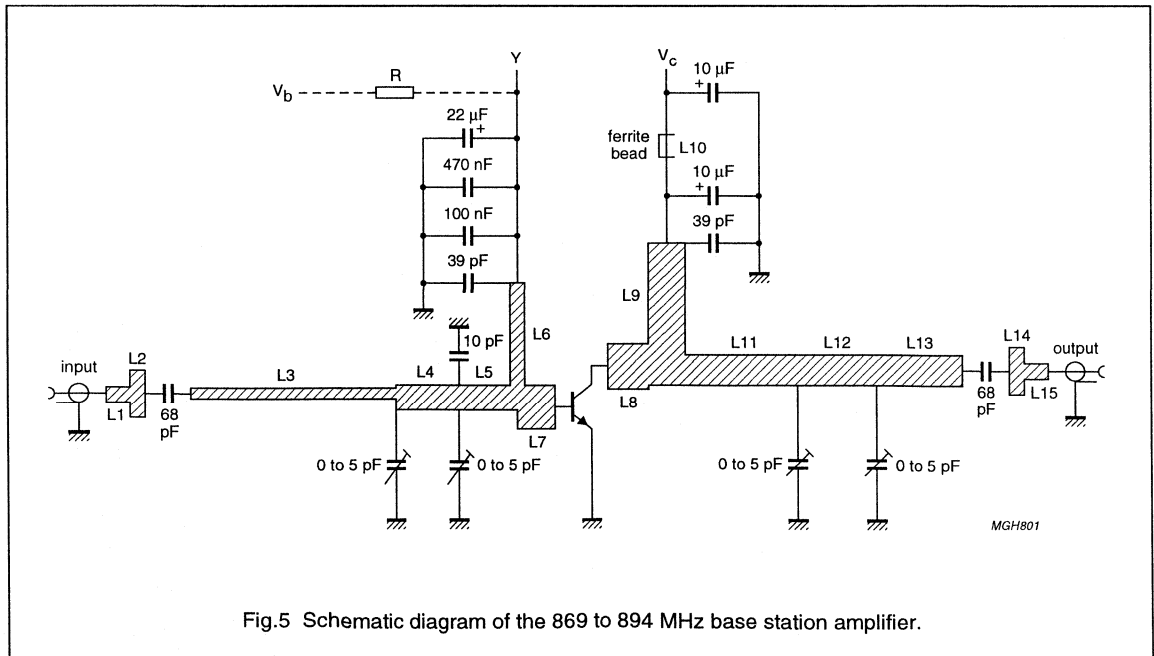 Y
V_c
10 μF
+
R
V_b
22 μF
+
ferrite
bead
L10
470 nF
10 μF
+
100 nF
39 pF
39 pF
L9
L6
10 pF
input
L2
L3
L4
L5
L11
L12
L13
L14
output
L1
68
pF
L7
L8
68
pF
L15
0 to 5 pF
0 to 5 pF
0 to 5 pF
0 to 5 pF
MGH801
Fig.5 Schematic diagram of the 869 to 894 MHz base station amplifier.